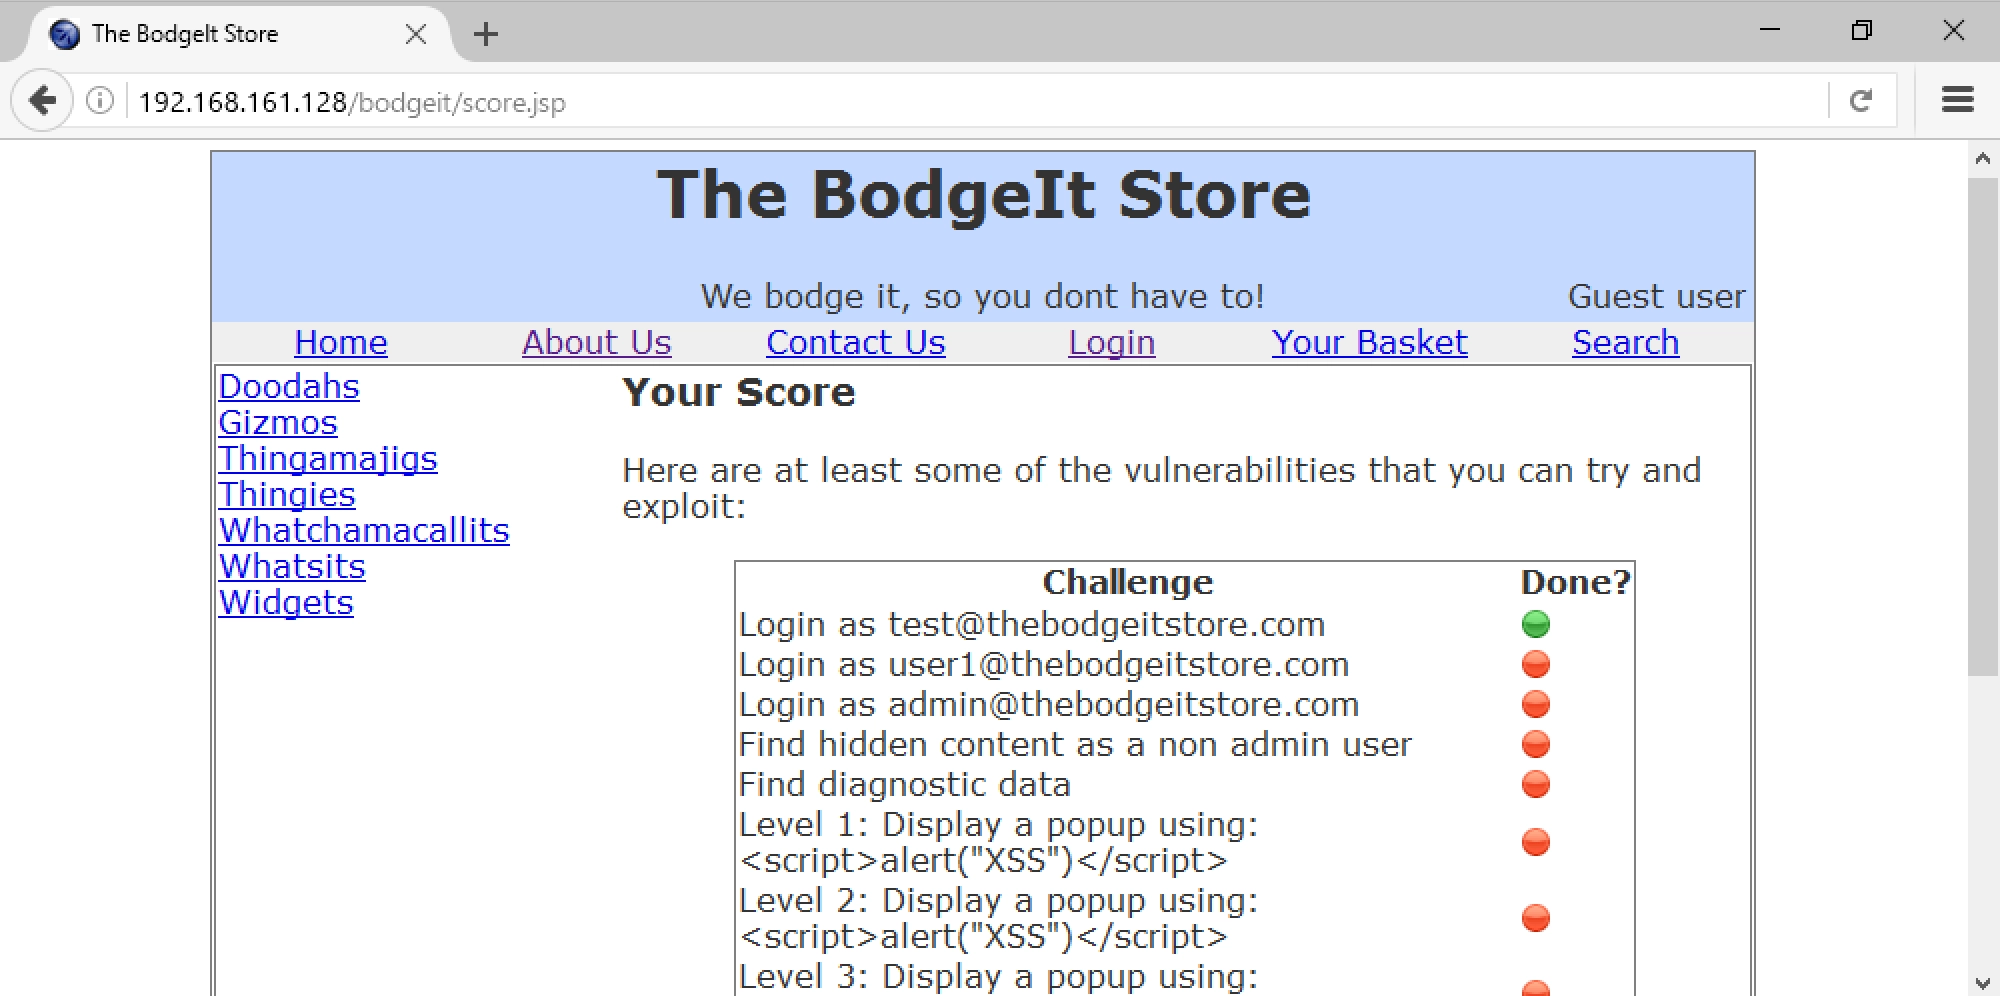 The BodgeIt Store
192.168.161.128/bodgeit/score.jsp
The BodgeIt Store
We bodge it, so you dont have to!
Guest user
Home About Us Contact Us Login Your Basket Search
Doodahs
Gizmos
Thingamajigs
Thingies
Whatchamacallits
Whatsits
Widgets
Your Score
Here are at least some of the vulnerabilities that you can try and
exploit:
Challenge Done?
Login as test@thebodgeitstore.com
Login as user1@thebodgeitstore.com
Login as admin@thebodgeitstore.com
Find hidden content as a non admin user
Find diagnostic data
Level 1: Display a popup using:
<script>alert("XSS")</script>
Level 2: Display a popup using:
<script>alert("XSS")</script>
Level 3: Display a popup using: